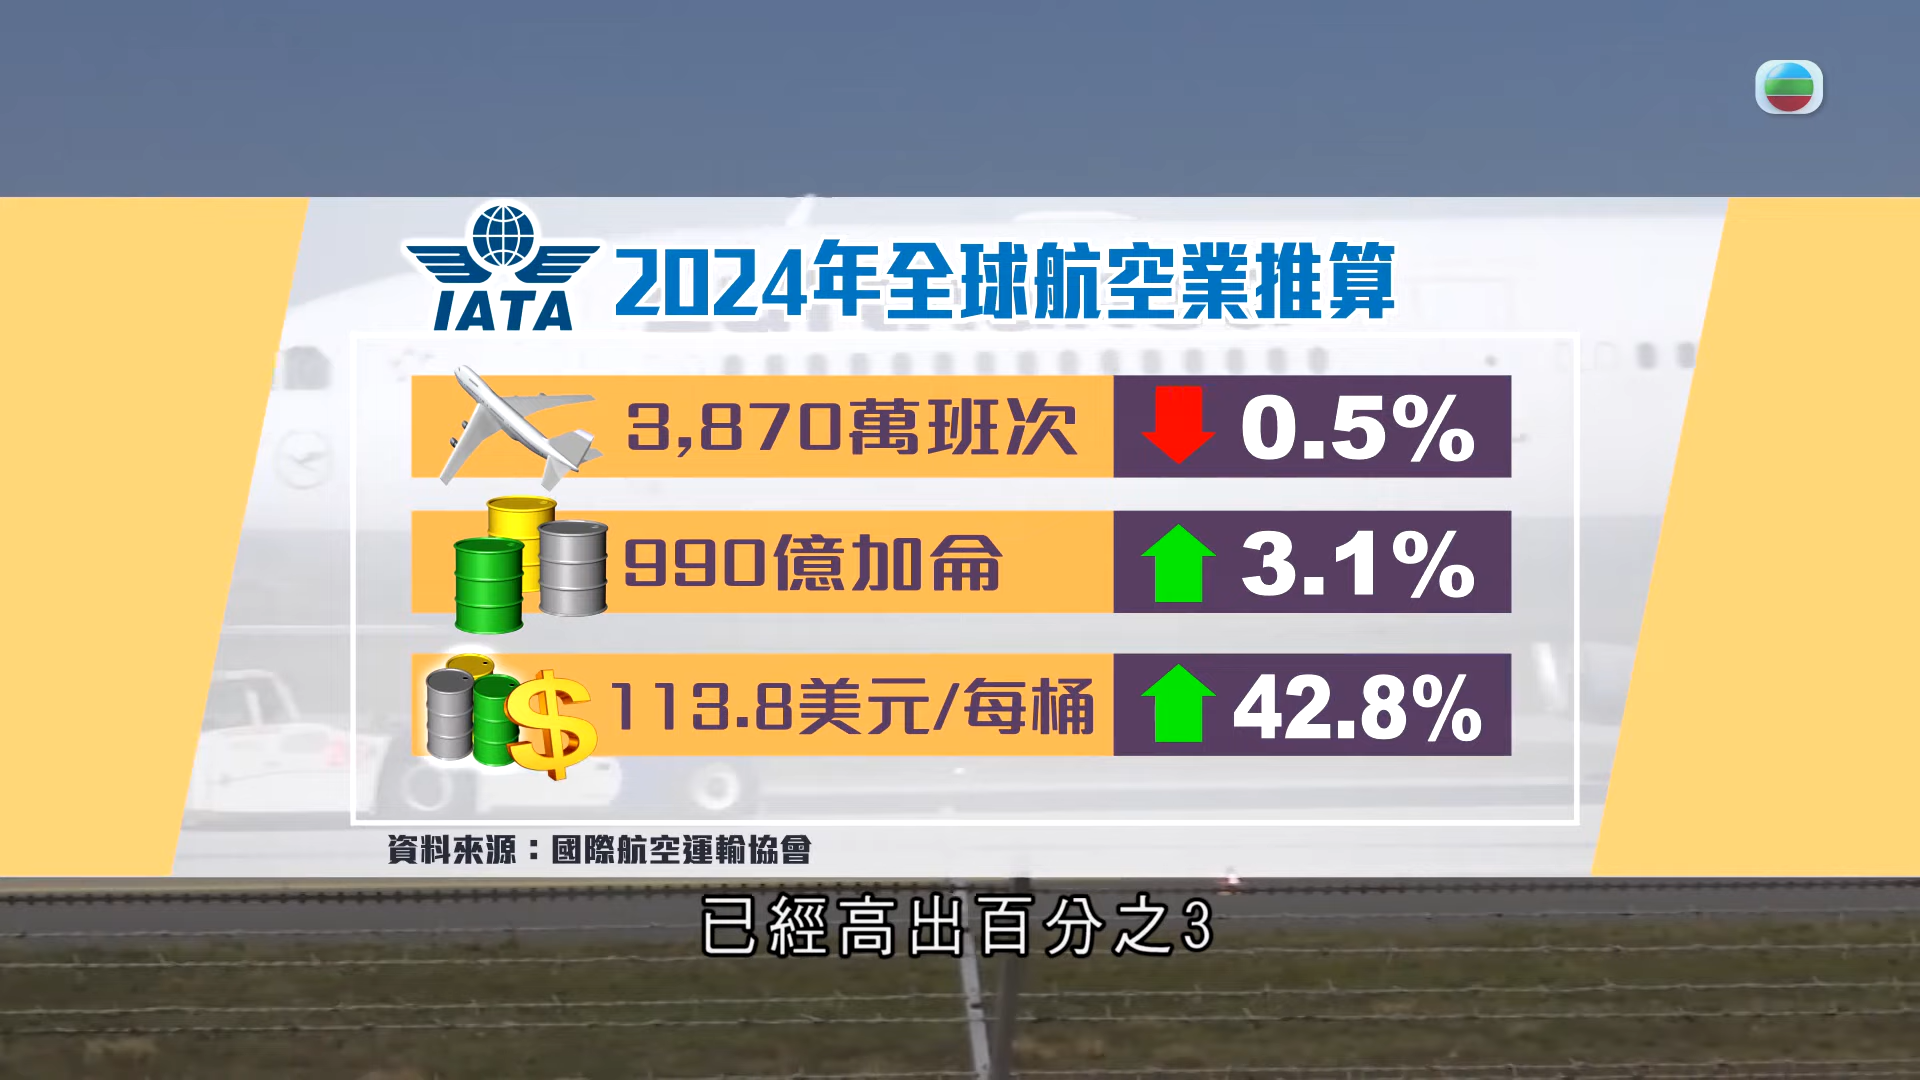 IATA
2024年全球航空業推算
3,870萬班次 0.5%
990億加侖 3.1%
113.8美元/每桶 42.8%
資料來源：國際航空運輸協會
已經高出百分之3